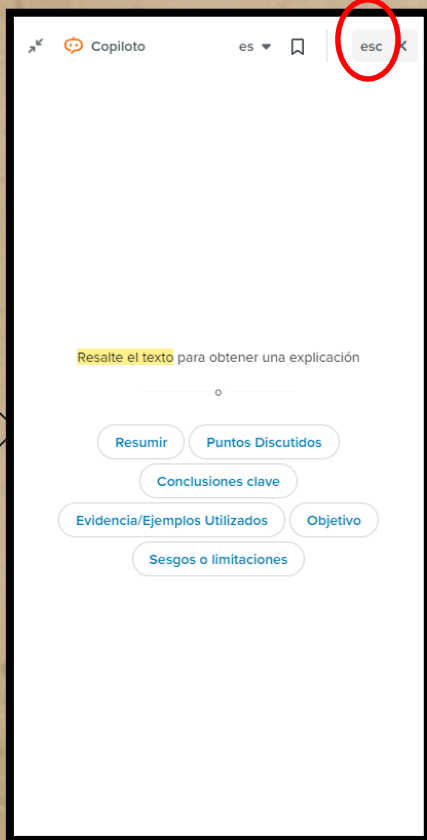 Copiloto es esc
Resalte el texto para obtener una explicación
o
Resumir Puntos Discutidos
Conclusiones clave
Evidencia/Ejemplos Utilizados Objetivo
Sesgos o limitaciones